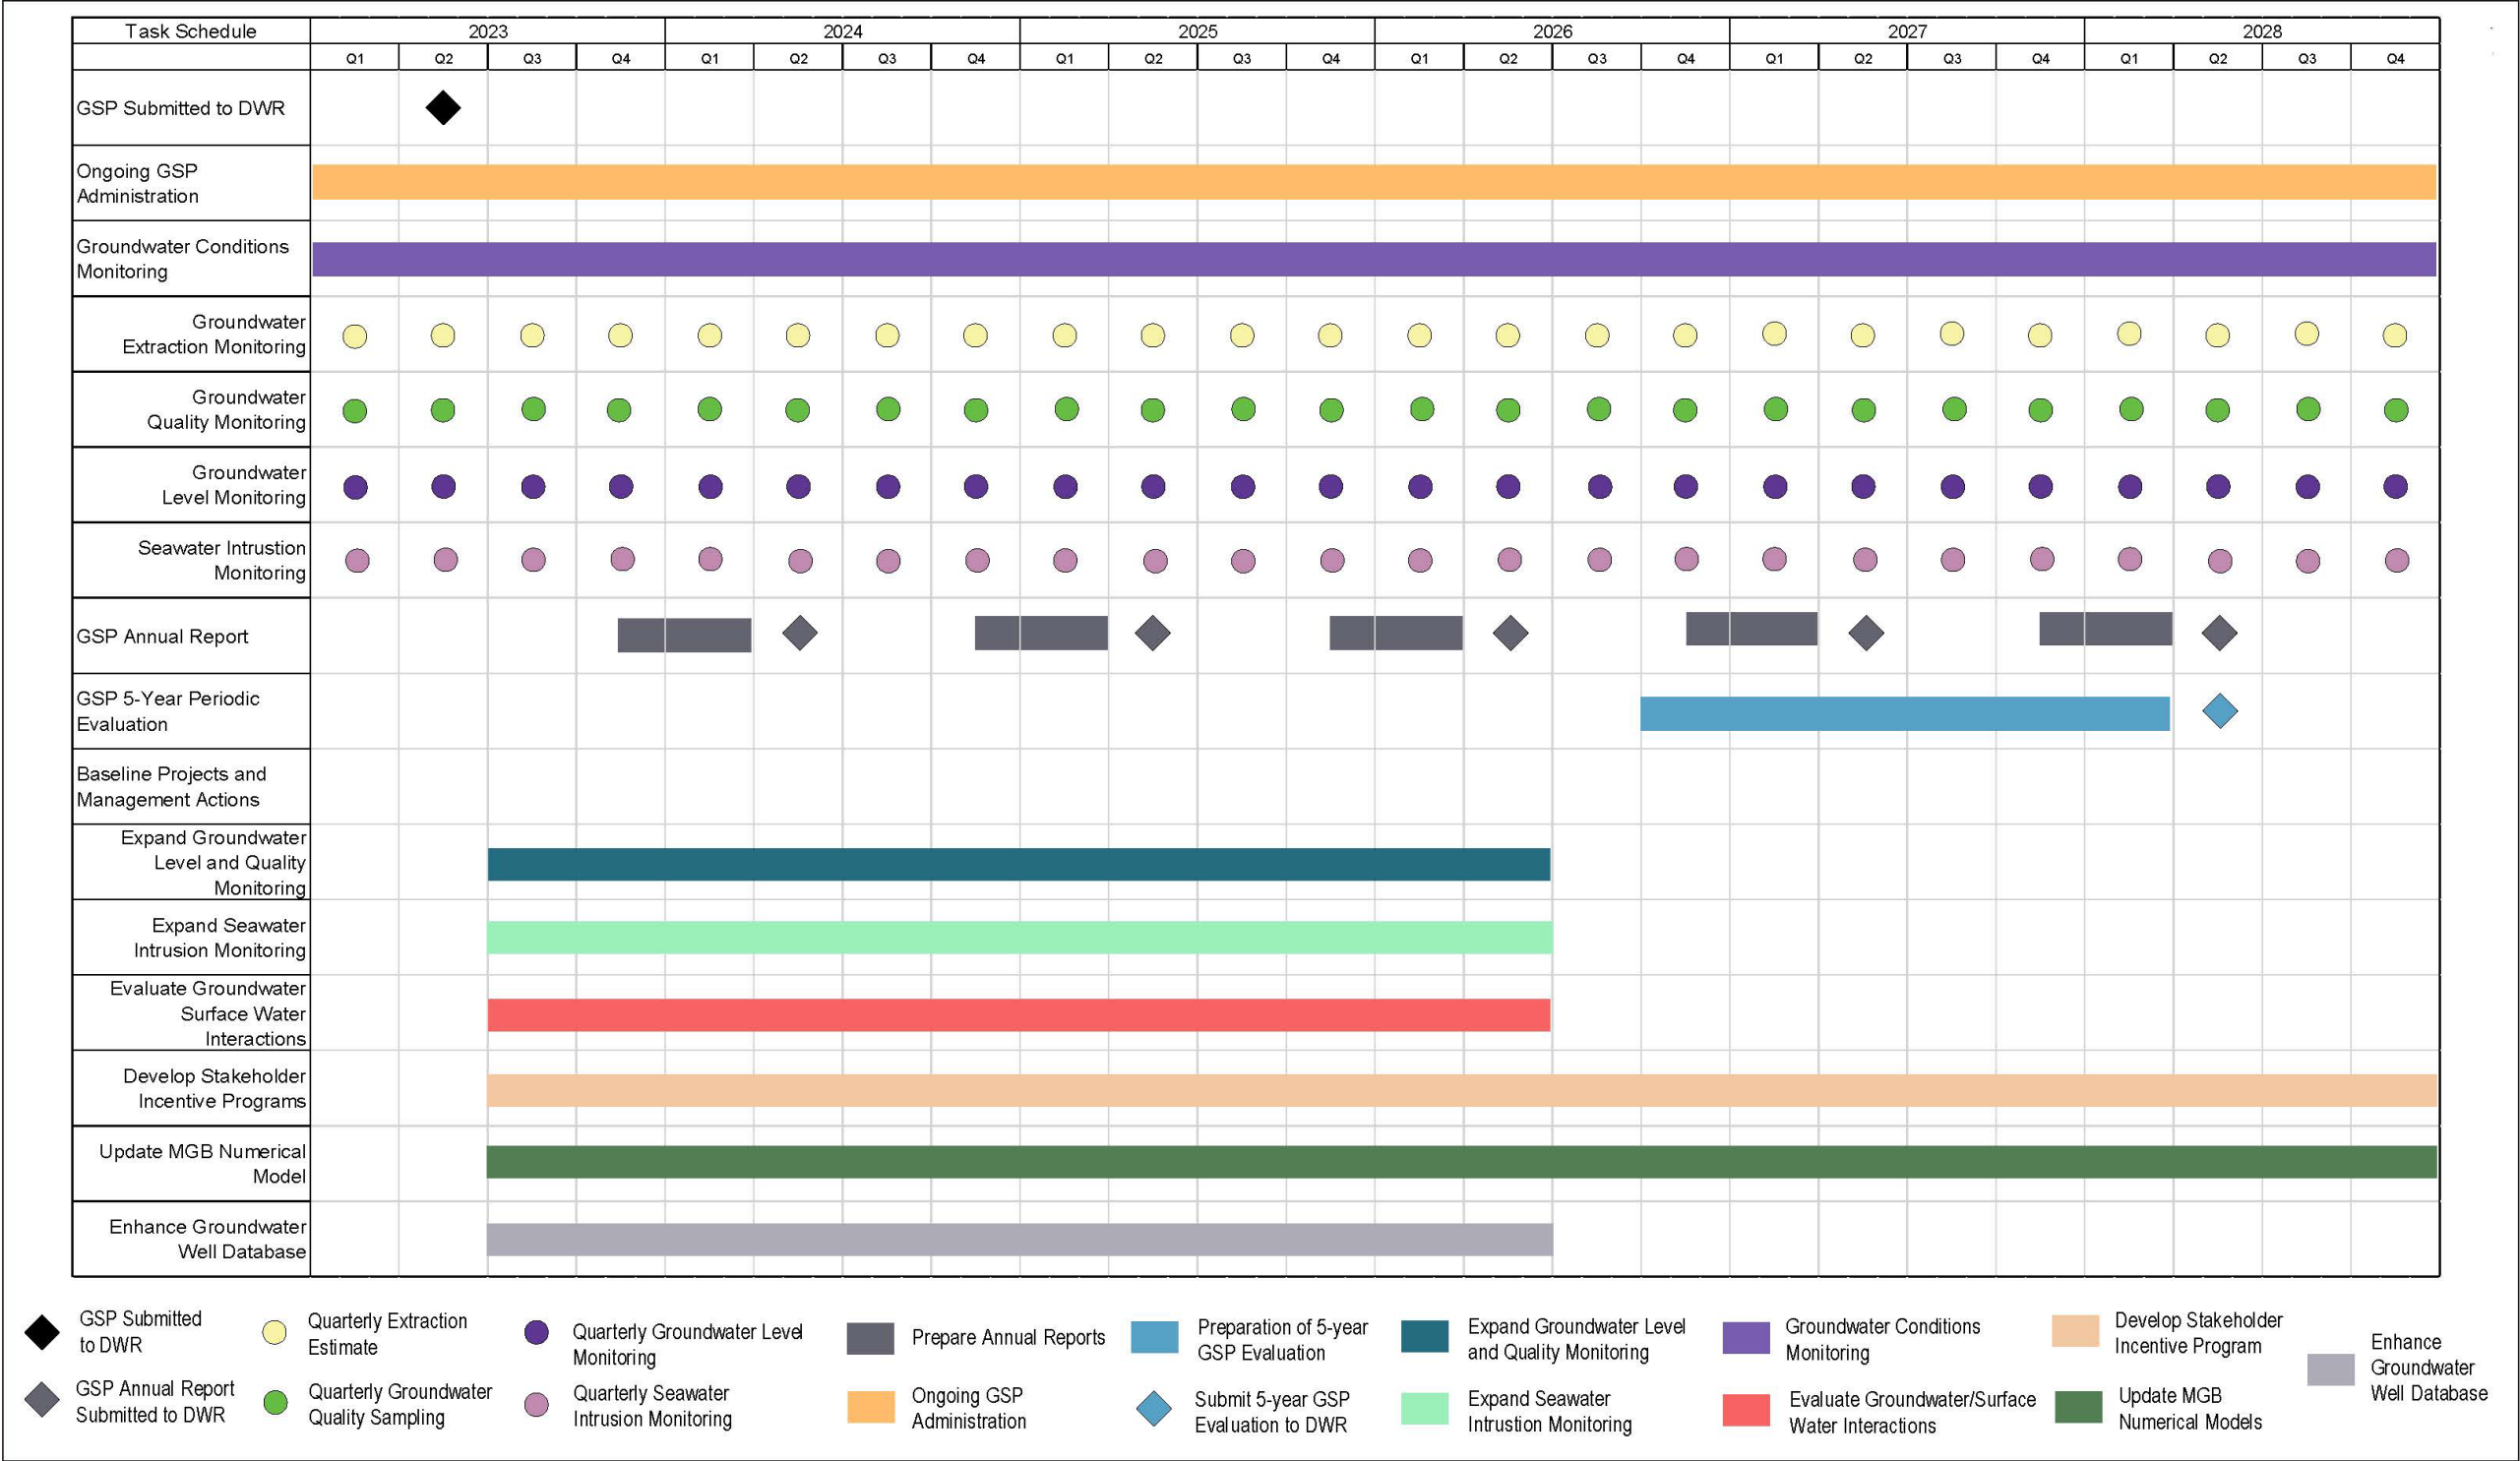 Task Schedule
2023
2024
2025
2026
2027
2028
Q1 Q2 Q3 Q4 Q1 Q2 Q3 Q4 Q1 Q2 Q3 Q4 Q1 Q2 Q3 Q4 Q1 Q2 Q3 Q4 Q1 Q2 Q3 Q4
GSP Submitted to DWR
Ongoing GSP
Administration
Groundwater Conditions
Monitoring
Groundwater
Extraction Monitoring
Groundwater
Quality Monitoring
Groundwater
Level Monitoring
Seawater Intrustion
Monitoring
GSP Annual Report
GSP 5-Year Periodic
Evaluation
Baseline Projects and
Management Actions
Expand Groundwater
Level and Quality
Monitoring
Expand Seawater
Intrusion Monitoring
Evaluate Groundwater
Surface Water
Interactions
Develop Stakeholder
Incentive Programs
Update MGB Numerical
Model
Enhance Groundwater
Well Database
GSP Submitted
to DWR
GSP Annual Report
Submitted to DWR
Quarterly Extraction
Estimate
Quarterly Groundwater
Quality Sampling
Quarterly Groundwater Level
Monitoring
Quarterly Seawater
Intrusion Monitoring
Prepare Annual Reports
Ongoing GSP
Administration
Preparation of 5-year
GSP Evaluation
Submit 5-year GSP
Evaluation to DWR
Expand Groundwater Level
and Quality Monitoring
Expand Seawater
Intrustion Monitoring
Groundwater Conditions
Monitoring
Evaluate Groundwater/Surface
Water Interactions
Develop Stakeholder
Incentive Program
Update MGB
Numerical Models
Enhance
Groundwater
Well Database